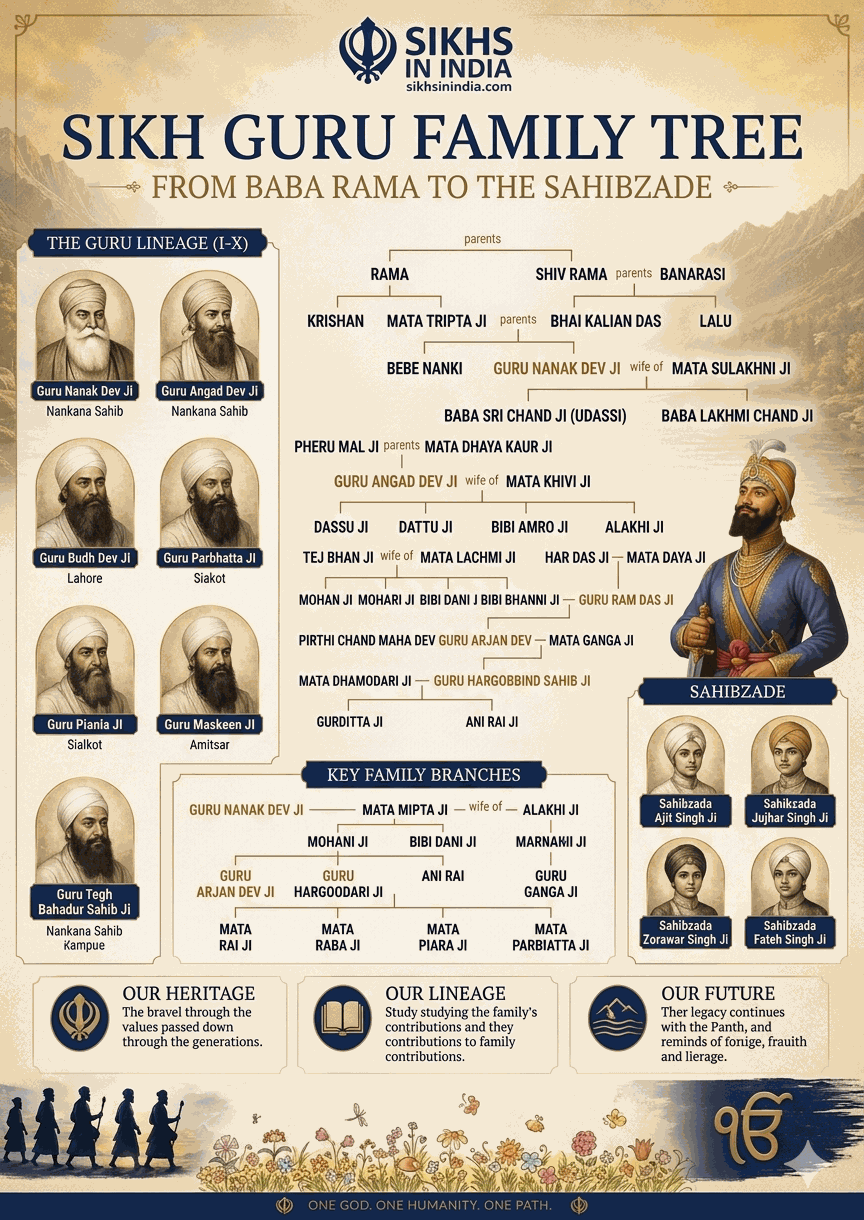 SIKHS
IN INDIA
sikhsinindia.com
SIKH GURU FAMILY TREE
FROM BABA RAMA TO THE SAHIBZADE
THE GURU LINEAGE (I-X)
Guru Nanak Dev Ji
Nankana Sahib
Guru Angad Dev Ji
Nankana Sahib
Guru Budh Dev Ji
Lahore
Guru Parbhatta JI
Siakot
Guru Piania JI
Sialkot
Guru Maskeen JI
Amitsar
Guru Tegh
Bahadur Sahib Ji
Nankana Sahib
Kampue
parents
RAMA
SHIV RAMA parents BANARASI
KRISHAN MATA TRIPTA JI parents BHAI KALIAN DAS LALU
BEBE NANKI GURU NANAK DEV JI wife of MATA SULAKHNI JI
BABA SRI CHAND JI (UDASSI) BABA LAKHMI CHAND JI
PHERU MAL JI parents MATA DHAYA KAUR JI
GURU ANGAD DEV JI wife of MATA KHIVI JI
DASSU JI DATTU JI BIBI AMRO JI ALAKHI JI
TEJ BHAN JI wife of MATA LACHMI JI HAR DAS JI MATA DAYA JI
MOHAN JI MOHARI JI BIBI DANI J BIBI BHANNI JI GURU RAM DAS JI
PIRTHI CHAND MAHA DEV GURU ARJAN DEV MATA GANGA JI
MATA DHAMODARI JI GURU HARGOBBIND SAHIB JI
GURDITTA JI ANI RAI JI
SAHIBZADE
Sahibzada
Ajit Singh Ji
Sahikzada
Jujhar Singh Ji
Sahibzada
Zorawar Singh Ji
Sahibzada
Fateh Singh Ji
KEY FAMILY BRANCHES
GURU NANAK DEV JI MATA MIPTA JI wife of ALAKHI JI
MOHANI JI BIBI DANI JI MARNAKII JI
GURU
ARJAN DEV JI
GURU
HARGOODARI JI
ANI RAI
GURU
GANGA JI
MATA
RAI JI
MATA
RABA JI
MATA
PIARA JI
MATA
PARBIATTA JI
OUR HERITAGE
The bravel through the
values passed down
through the generations.
OUR LINEAGE
Study studying the family's
contributions and they
contributions to family
contributions.
OUR FUTURE
Ther legacy continues
with the Panth, and
reminds of fonige, frauith
and lierage.
ੴ
ONE GOD. ONE HUMANITY. ONE PATH.